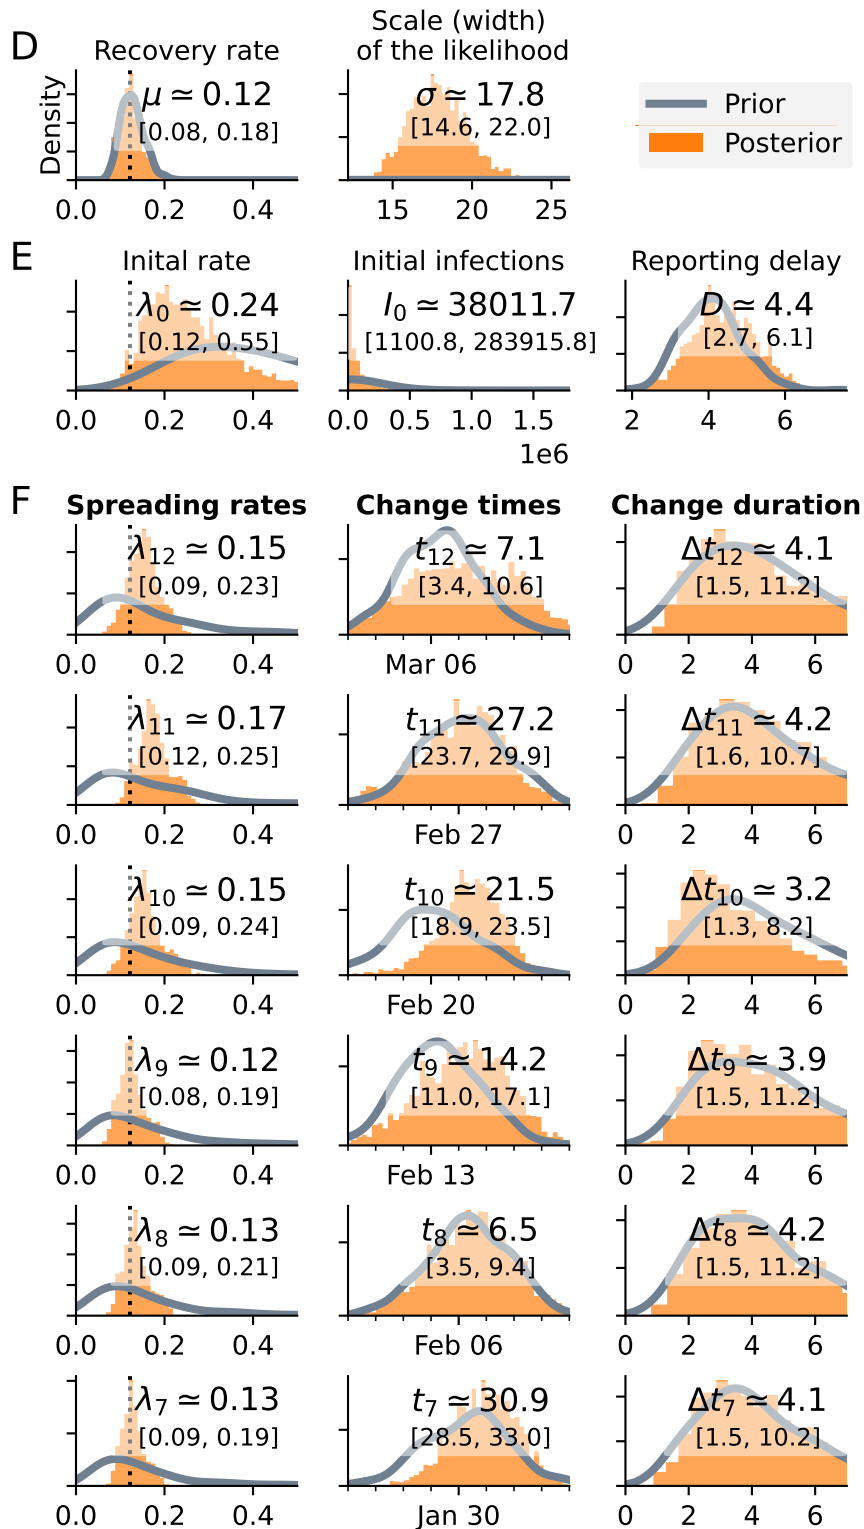 D
Recovery rate
Scale (width)
of the likelihood
Density
μ ≃ 0.12
[0.08, 0.18]
0.0 0.2 0.4
σ ≃ 17.8
[14.6, 22.0]
15 20 25
Prior
Posterior
E
Inital rate
λ0 ≃ 0.24
[0.12, 0.55]
0.0 0.2 0.4
Initial infections
I0 ≃ 38011.7
[1100.8, 283915.8]
0.0 0.5 1.0 1.5
1e6
Reporting delay
D ≃ 4.4
[2.7, 6.1]
2 4 6
F
Spreading rates Change times Change duration
λ12 ≃ 0.15
[0.09, 0.23]
0.0 0.2 0.4
t12 ≃ 7.1
[3.4, 10.6]
Mar 06
Δt12 ≃ 4.1
[1.5, 11.2]
0 2 4 6
λ11 ≃ 0.17
[0.12, 0.25]
0.0 0.2 0.4
t11 ≃ 27.2
[23.7, 29.9]
Feb 27
Δt11 ≃ 4.2
[1.6, 10.7]
0 2 4 6
λ10 ≃ 0.15
[0.09, 0.24]
0.0 0.2 0.4
t10 ≃ 21.5
[18.9, 23.5]
Feb 20
Δt10 ≃ 3.2
[1.3, 8.2]
0 2 4 6
λ9 ≃ 0.12
[0.08, 0.19]
0.0 0.2 0.4
t9 ≃ 14.2
[11.0, 17.1]
Feb 13
Δt9 ≃ 3.9
[1.5, 11.2]
0 2 4 6
λ8 ≃ 0.13
[0.09, 0.21]
0.0 0.2 0.4
t8 ≃ 6.5
[3.5, 9.4]
Feb 06
Δt8 ≃ 4.2
[1.5, 11.2]
0 2 4 6
λ7 ≃ 0.13
[0.09, 0.19]
0.0 0.2 0.4
t7 ≃ 30.9
[28.5, 33.0]
Jan 30
Δt7 ≃ 4.1
[1.5, 10.2]
0 2 4 6